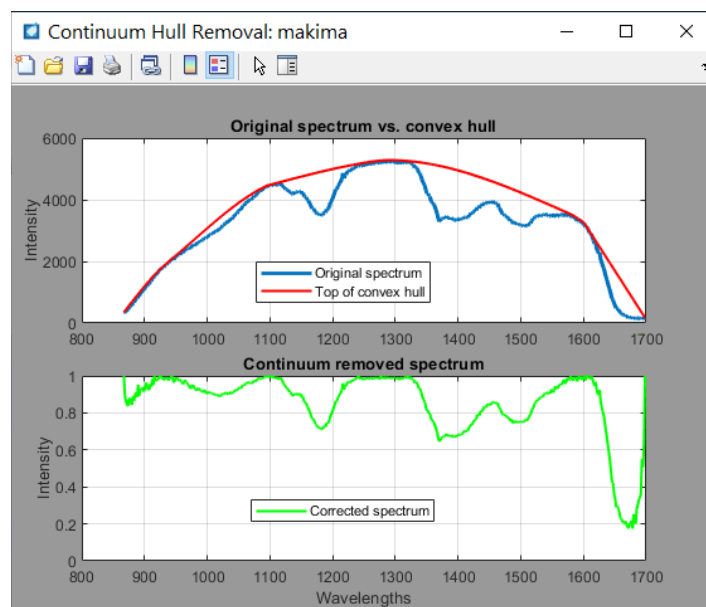 Continuum Hull Removal: makima
Original spectrum vs. convex hull
6000
4000
2000
0
Intensity
Original spectrum
Top of convex hull
800 900 1000 1100 1200 1300 1400 1500 1600 1700
Continuum removed spectrum
1
0.8
0.6
0.4
0.2
0
Intensity
Corrected spectrum
800 900 1000 1100 1200 1300 1400 1500 1600 1700
Wavelengths